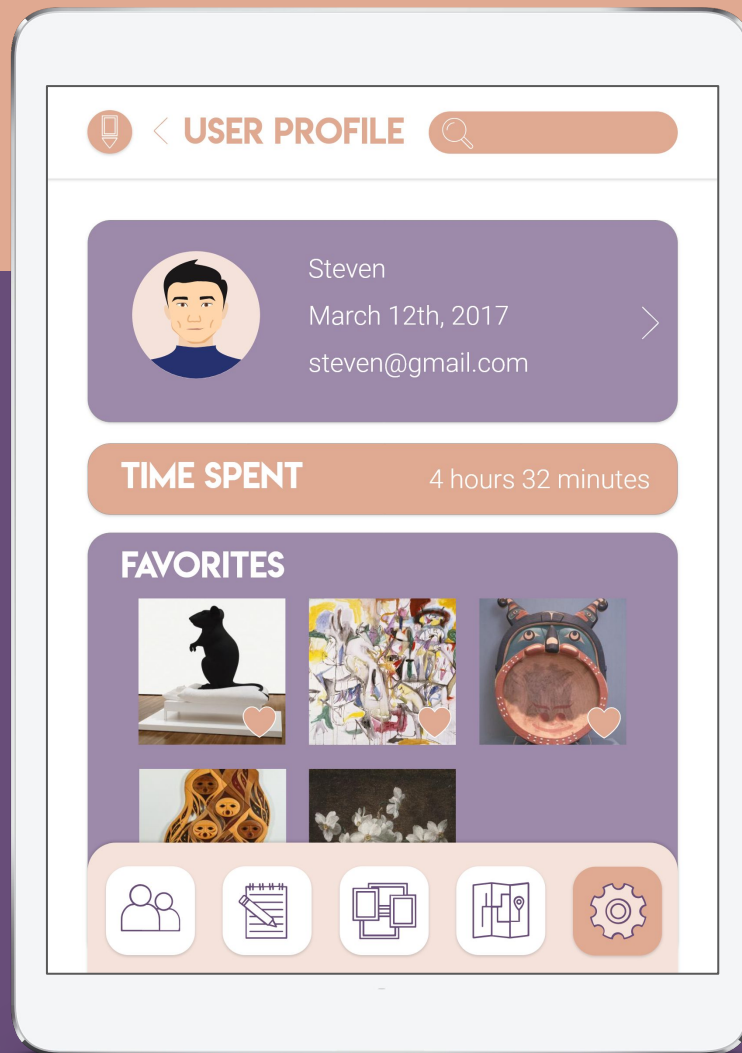 USER PROFILE
Steven
March 12th, 2017
steven@gmail.com
TIME SPENT 4 hours 32 minutes
FAVORITES